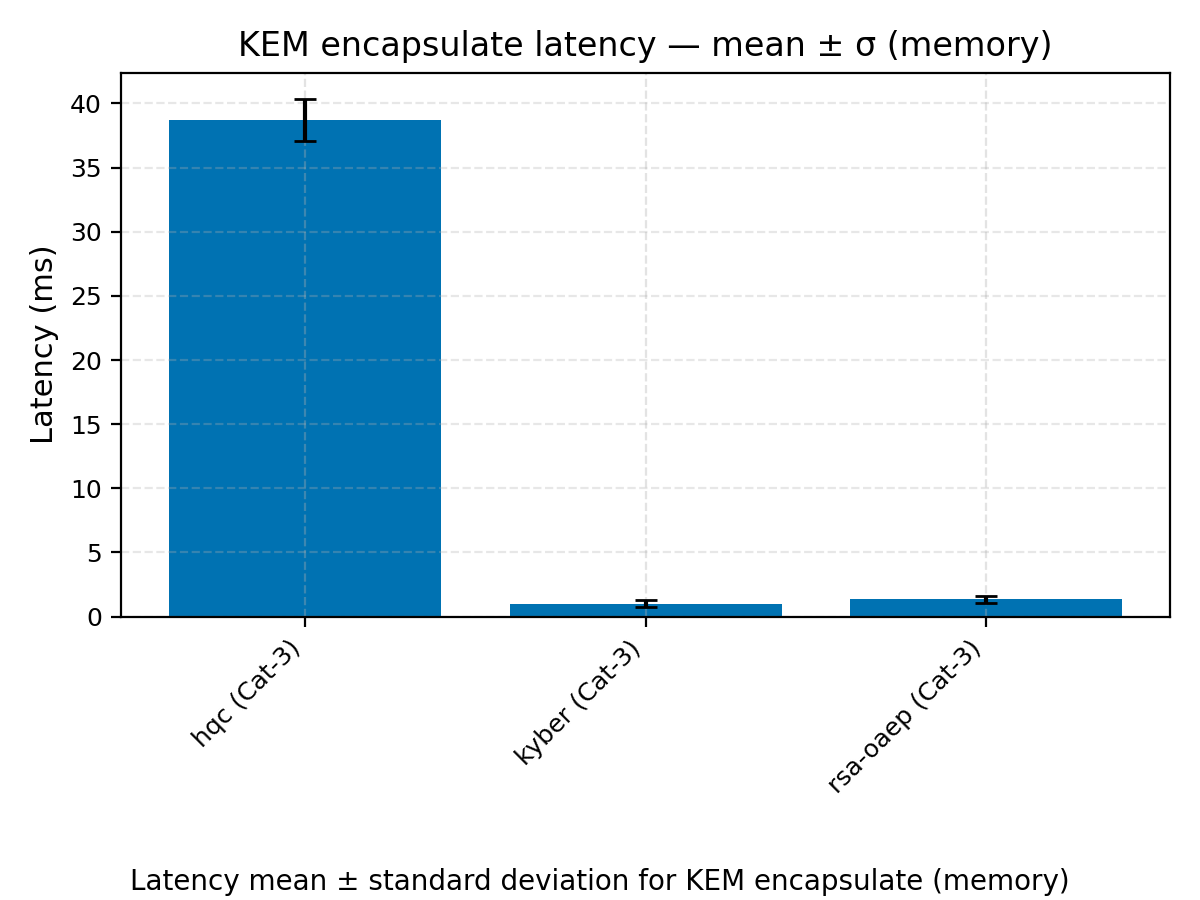 KEM encapsulate latency — mean ± σ (memory)
Latency (ms)
40
35
30
25
20
15
10
5
0
hqc (Cat-3)
kyber (Cat-3)
rsa-oaep (Cat-3)
Latency mean ± standard deviation for KEM encapsulate (memory)